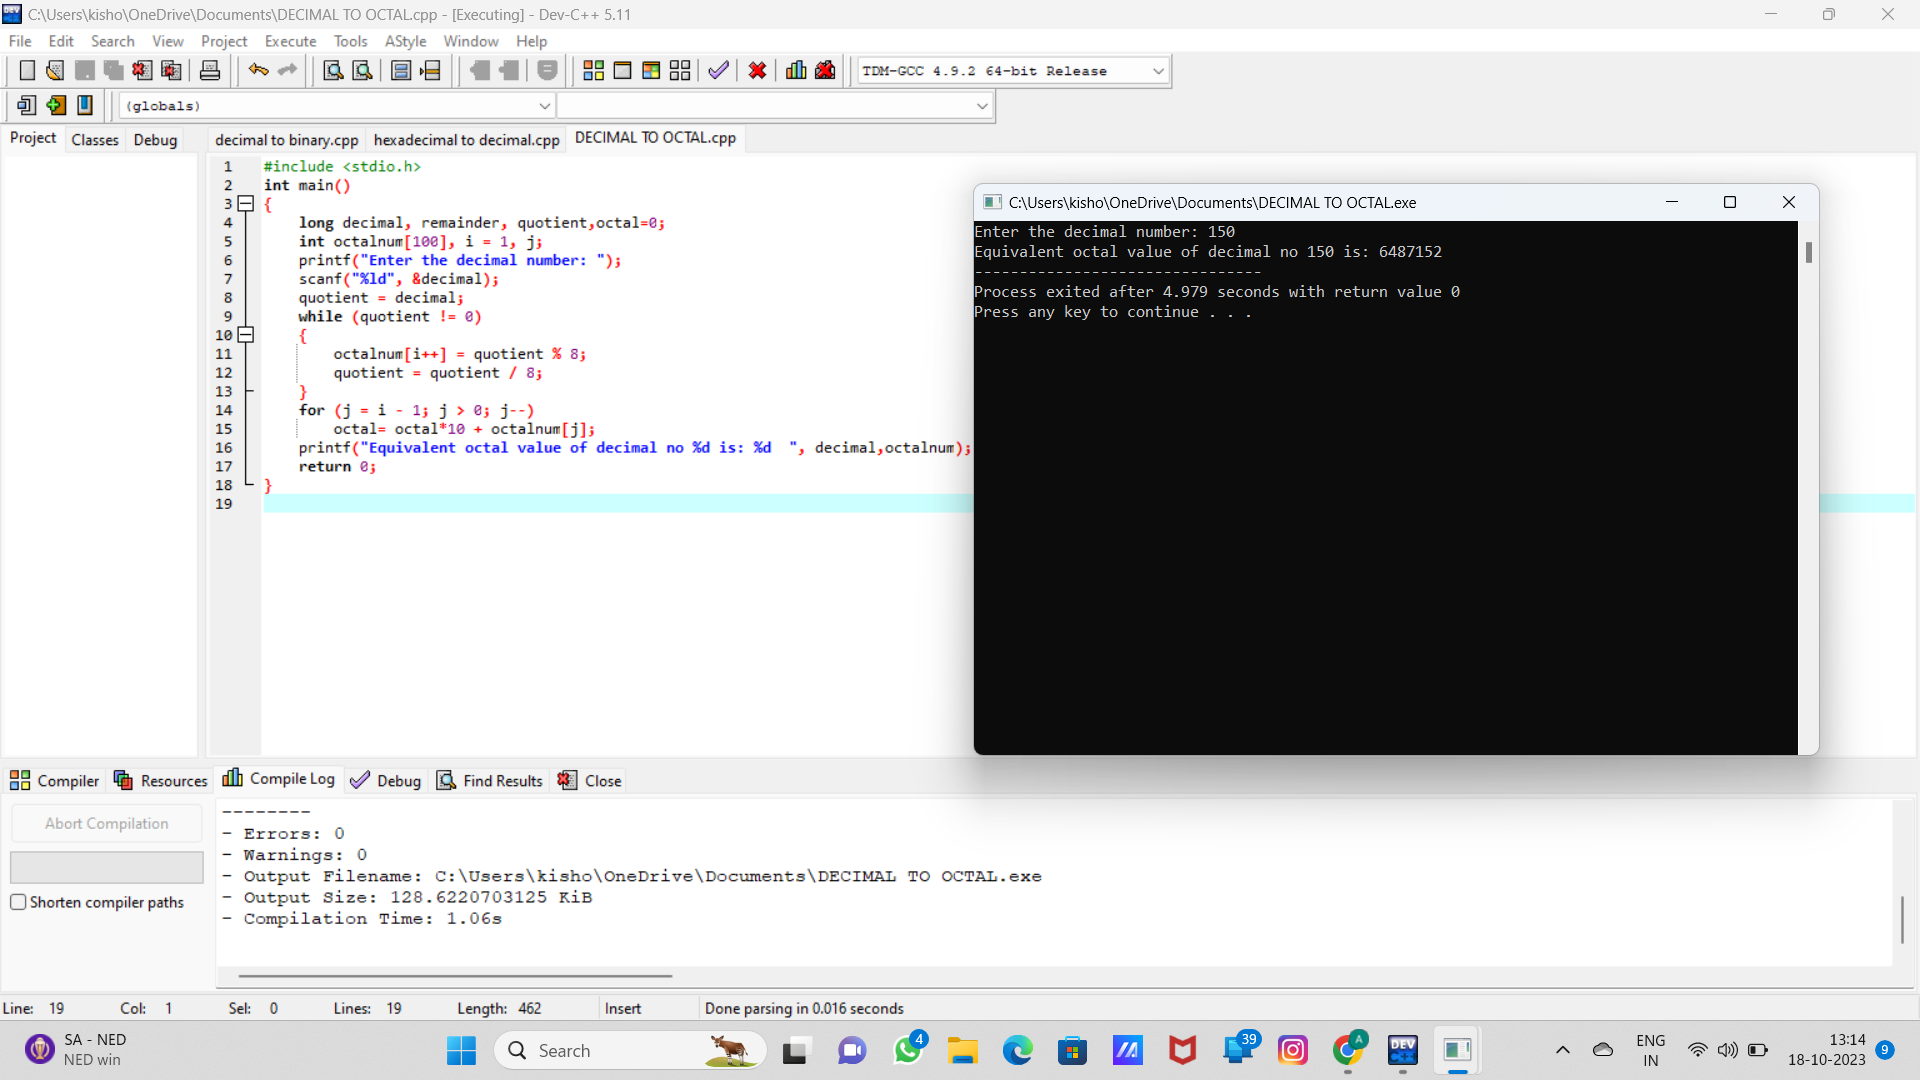 C:\Users\kisho\OneDrive\Documents\DECIMAL TO OCTAL.cpp - [Executing] - Dev-C++ 5.11
File Edit Search View Project Execute Tools AStyle Window Help
TDM-GCC 4.9.2 64-bit Release
(globals)
Project Classes Debug
decimal to binary.cpp hexadecimal to decimal.cpp DECIMAL TO OCTAL.cpp
1 #include <stdio.h>
2 int main()
3 {
4 long decimal, remainder, quotient,octal=0;
5 int octalnum[100], i = 1, j;
6 printf("Enter the decimal number: ");
7 scanf("%ld", &decimal);
8 quotient = decimal;
9 while (quotient != 0)
10 {
11 octalnum[i++] = quotient % 8;
12 quotient = quotient / 8;
13 }
14 for (j = i - 1; j > 0; j--)
15 octal= octal*10 + octalnum[j];
16 printf("Equivalent octal value of decimal no %d is: %d  ", decimal,octalnum);
17 return 0;
18 }
19
C:\Users\kisho\OneDrive\Documents\DECIMAL TO OCTAL.exe
Enter the decimal number: 150
Equivalent octal value of decimal no 150 is: 6487152
--------------------------------
Process exited after 4.979 seconds with return value 0
Press any key to continue . . .
Compiler Resources Compile Log Debug Find Results Close
Abort Compilation
Shorten compiler paths
--------
- Errors: 0
- Warnings: 0
- Output Filename: C:\Users\kisho\OneDrive\Documents\DECIMAL TO OCTAL.exe
- Output Size: 128.6220703125 KiB
- Compilation Time: 1.06s
Line: 19 Col: 1 Sel: 0 Lines: 19 Length: 462 Insert Done parsing in 0.016 seconds
SA - NED
NED win
Search
4
39
A
DEV
C++
ENG
IN
13:14
18-10-2023
9